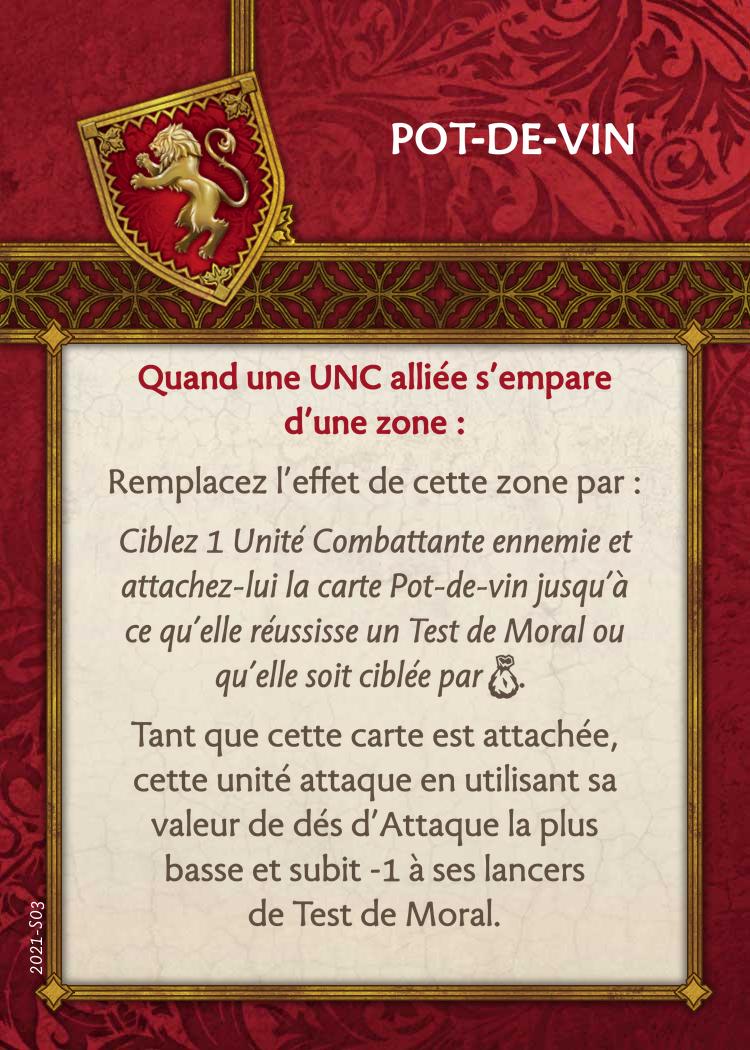 POT-DE-VIN
Quand une UNC alliée s'empare
d'une zone :
Remplacez l'effet de cette zone par :
Ciblez 1 Unité Combattante ennemie et
attachez-lui la carte Pot-de-vin jusqu'à
ce qu'elle réussisse un Test de Moral ou
qu'elle soit ciblée par .
Tant que cette carte est attachée,
cette unité attaque en utilisant sa
valeur de dés d'Attaque la plus
basse et subit -1 à ses lancers
de Test de Moral.
2021-S03